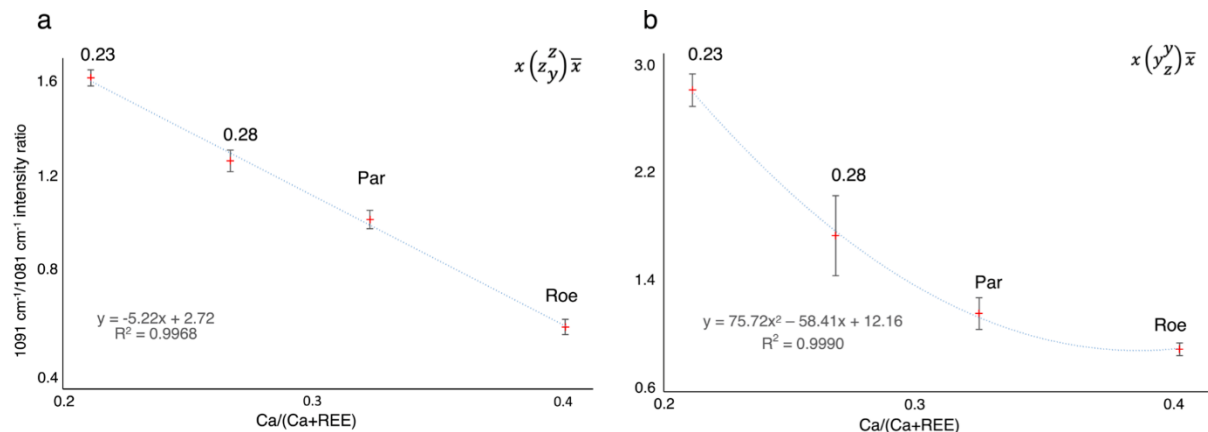 a
1.6
1.2
0.8
0.4
1091 cm⁻¹/1081 cm⁻¹ intensity ratio
0.23
0.28
Par
Roe
x(z^z_y)x̅
y = -5.22x + 2.72
R² = 0.9968
0.2
0.3
0.4
Ca/(Ca+REE)
b
3.0
2.2
1.4
0.6
0.23
0.28
Par
Roe
x(y^y_z)x̅
y = 75.72x² – 58.41x + 12.16
R² = 0.9990
0.2
0.3
0.4
Ca/(Ca+REE)